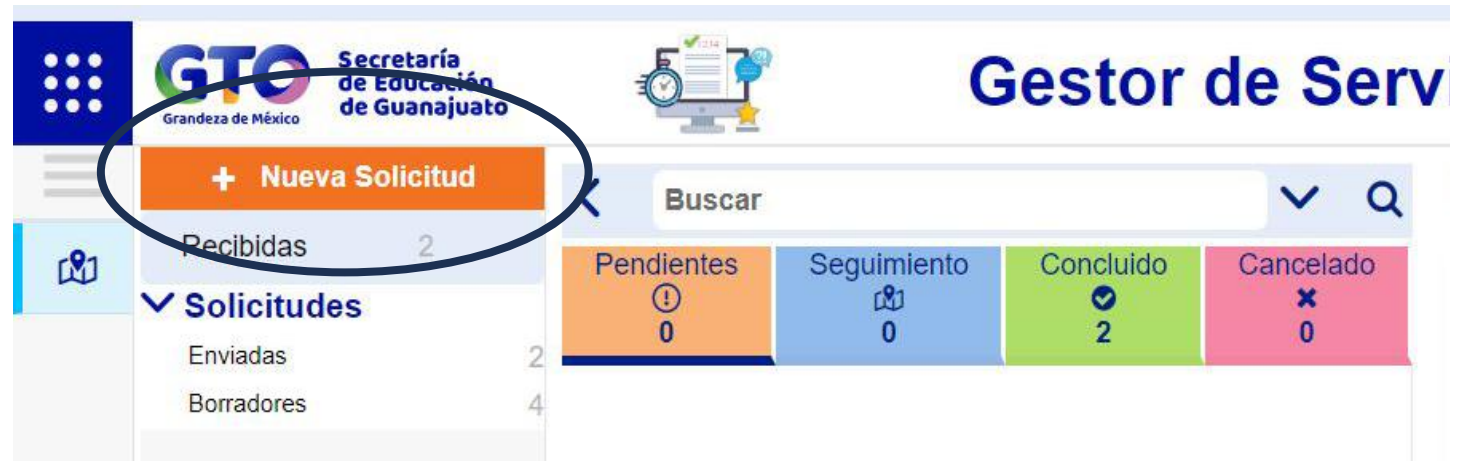 GTO
Grandeza de México
Secretaría
de Educación
de Guanajuato
1234
Gestor de Servi
+ Nueva Solicitud
Recibidas 2
Solicitudes
Enviadas 2
Borradores 4
Buscar
Pendientes
0
Seguimiento
0
Concluido
2
Cancelado
0